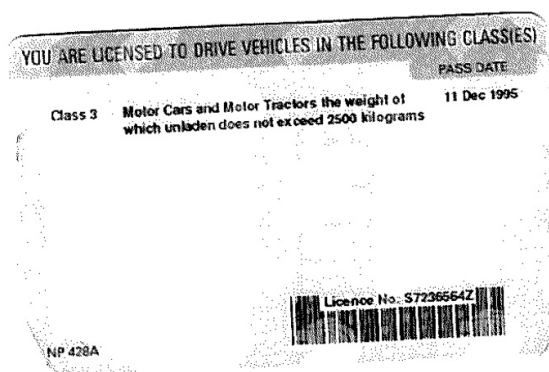 YOU ARE LICENSED TO DRIVE VEHICLES IN THE FOLLOWING CLASS(ES)
PASS DATE
Class 3 Motor Cars and Motor Tractors the weight of 11 Dec 1995
which unladen does not exceed 2500 kilograms
Licence No: S7236564Z
NP 428A